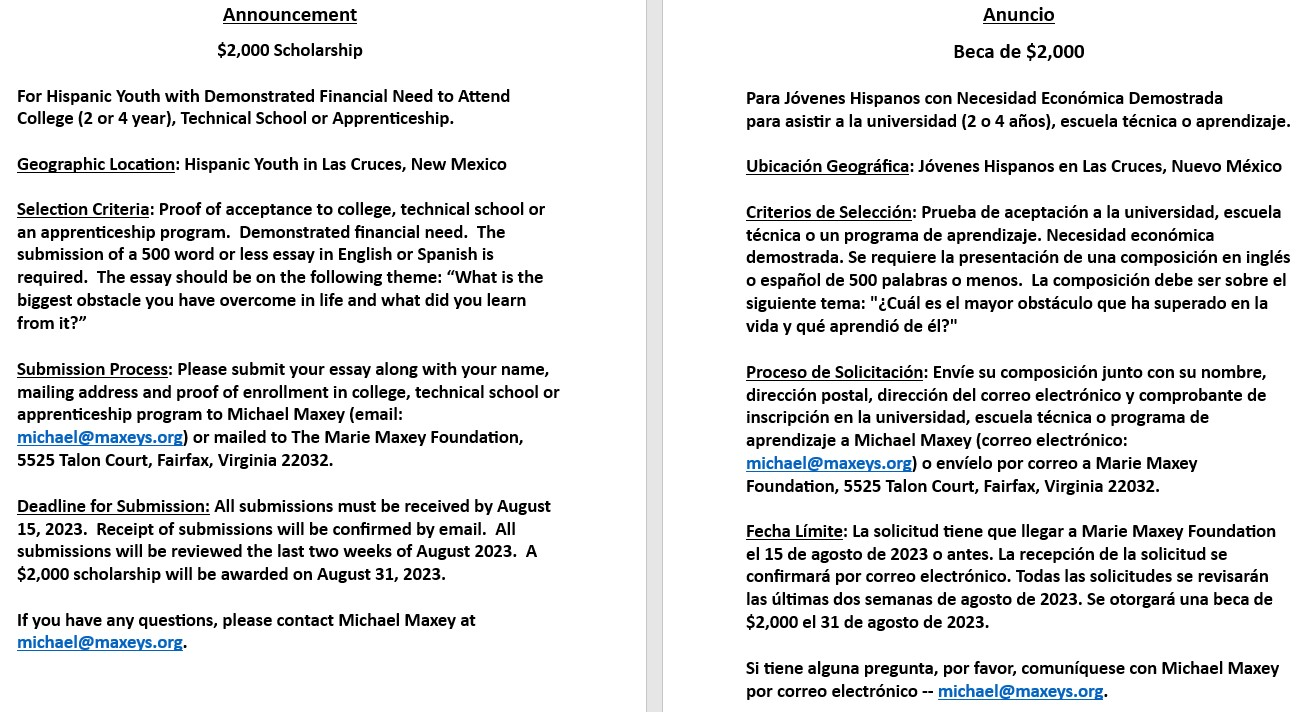 Announcement
$2,000 Scholarship
For Hispanic Youth with Demonstrated Financial Need to Attend
College (2 or 4 year), Technical School or Apprenticeship.
Geographic Location: Hispanic Youth in Las Cruces, New Mexico
Selection Criteria: Proof of acceptance to college, technical school or
an apprenticeship program.  Demonstrated financial need.  The
submission of a 500 word or less essay in English or Spanish is
required.  The essay should be on the following theme: “What is the
biggest obstacle you have overcome in life and what did you learn
from it?”
Submission Process: Please submit your essay along with your name,
mailing address and proof of enrollment in college, technical school or
apprenticeship program to Michael Maxey (email:
michael@maxeys.org) or mailed to The Marie Maxey Foundation,
5525 Talon Court, Fairfax, Virginia 22032.
Deadline for Submission: All submissions must be received by August
15, 2023.  Receipt of submissions will be confirmed by email.  All
submissions will be reviewed the last two weeks of August 2023.  A
$2,000 scholarship will be awarded on August 31, 2023.
If you have any questions, please contact Michael Maxey at
michael@maxeys.org.
Anuncio
Beca de $2,000
Para Jóvenes Hispanos con Necesidad Económica Demostrada
para asistir a la universidad (2 o 4 años), escuela técnica o aprendizaje.
Ubicación Geográfica: Jóvenes Hispanos en Las Cruces, Nuevo México
Criterios de Selección: Prueba de aceptación a la universidad, escuela
técnica o un programa de aprendizaje. Necesidad económica
demostrada. Se requiere la presentación de una composición en inglés
o español de 500 palabras o menos.  La composición debe ser sobre el
siguiente tema: "¿Cuál es el mayor obstáculo que ha superado en la
vida y qué aprendió de él?"
Proceso de Solicitación: Envíe su composición junto con su nombre,
dirección postal, dirección del correo electrónico y comprobante de
inscripción en la universidad, escuela técnica o programa de
aprendizaje a Michael Maxey (correo electrónico:
michael@maxeys.org) o envíelo por correo a Marie Maxey
Foundation, 5525 Talon Court, Fairfax, Virginia 22032.
Fecha Límite: La solicitud tiene que llegar a Marie Maxey Foundation
el 15 de agosto de 2023 o antes. La recepción de la solicitud se
confirmará por correo electrónico. Todas las solicitudes se revisarán
las últimas dos semanas de agosto de 2023. Se otorgará una beca de
$2,000 el 31 de agosto de 2023.
Si tiene alguna pregunta, por favor, comuníquese con Michael Maxey
por correo electrónico -- michael@maxeys.org.